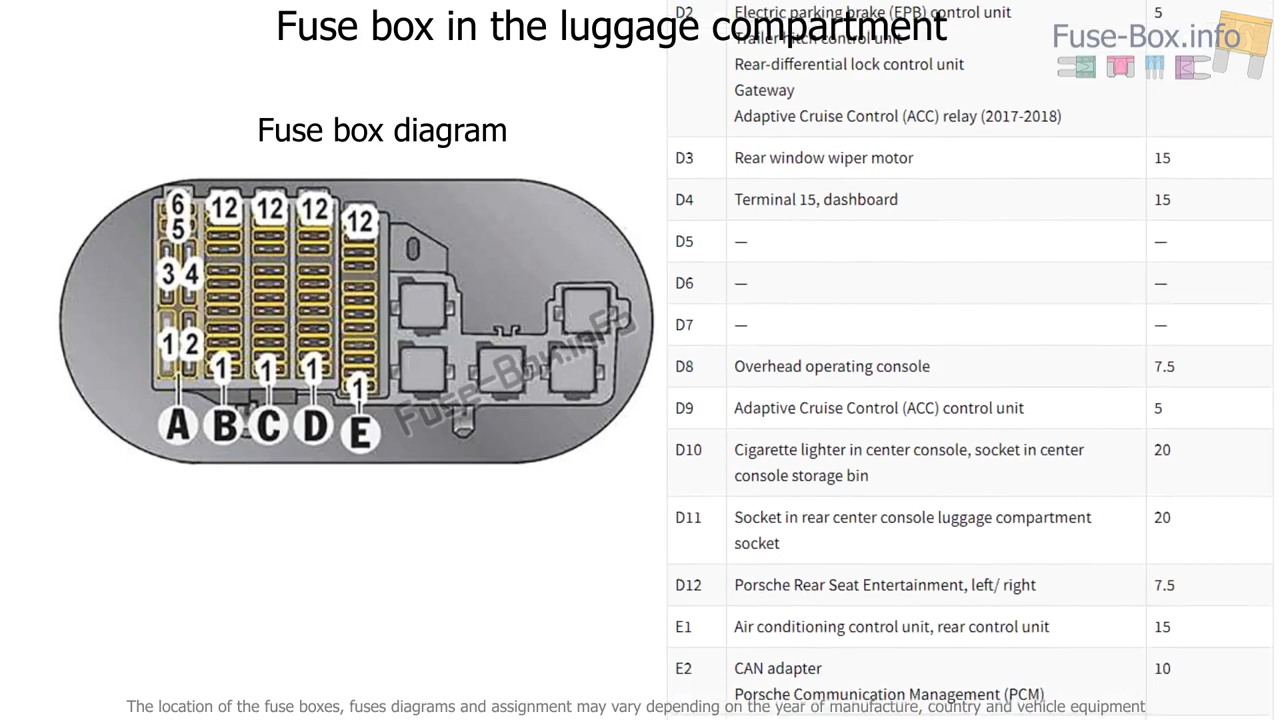 Fuse box in the luggage compartment
Fuse-Box.info
Fuse box diagram
6 12 12 12 12
5
3 4
1 2 1 1 1 1
A B C D E
Fuse-Box.inFo
D2 Electric parking brake (EPB) control unit 5
Trailer hitch control unit
Rear-differential lock control unit
Gateway
Adaptive Cruise Control (ACC) relay (2017-2018)
D3 Rear window wiper motor 15
D4 Terminal 15, dashboard 15
D5 — —
D6 — —
D7 — —
D8 Overhead operating console 7.5
D9 Adaptive Cruise Control (ACC) control unit 5
D10 Cigarette lighter in center console, socket in center 20
console storage bin
D11 Socket in rear center console luggage compartment 20
socket
D12 Porsche Rear Seat Entertainment, left/ right 7.5
E1 Air conditioning control unit, rear control unit 15
E2 CAN adapter 10
Porsche Communication Management (PCM)
The location of the fuse boxes, fuses diagrams and assignment may vary depending on the year of manufacture, country and vehicle equipment